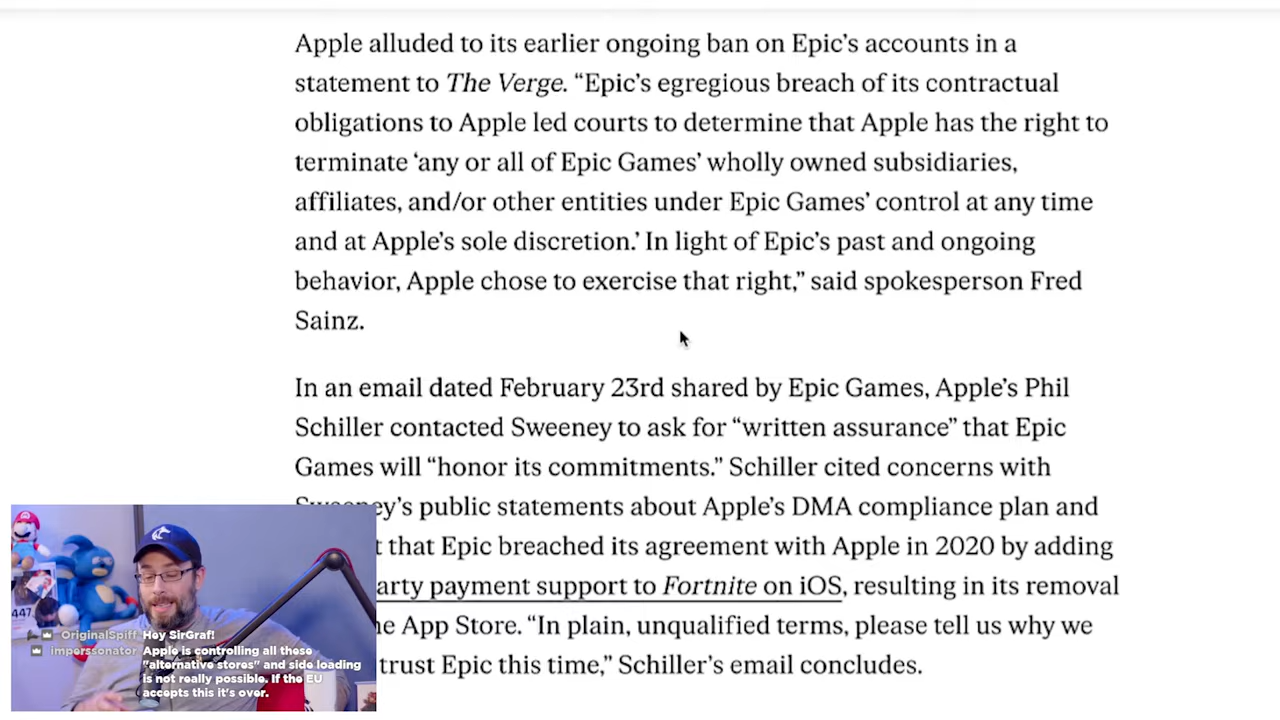 Apple alluded to its earlier ongoing ban on Epic’s accounts in a
statement to The Verge. “Epic’s egregious breach of its contractual
obligations to Apple led courts to determine that Apple has the right to
terminate ‘any or all of Epic Games’ wholly owned subsidiaries,
affiliates, and/or other entities under Epic Games’ control at any time
and at Apple’s sole discretion.’ In light of Epic’s past and ongoing
behavior, Apple chose to exercise that right,” said spokesperson Fred
Sainz.
In an email dated February 23rd shared by Epic Games, Apple’s Phil
Schiller contacted Sweeney to ask for “written assurance” that Epic
Games will “honor its commitments.” Schiller cited concerns with
Sweeney’s public statements about Apple’s DMA compliance plan and
t that Epic breached its agreement with Apple in 2020 by adding
arty payment support to Fortnite on iOS, resulting in its removal
e App Store. “In plain, unqualified terms, please tell us why we
trust Epic this time,” Schiller’s email concludes.
447
OriginalSpiff Hey SirGraf!
imperssonator Apple is controlling all these
"alternative stores" and side loading
is not really possible. If the EU
accepts this it's over.